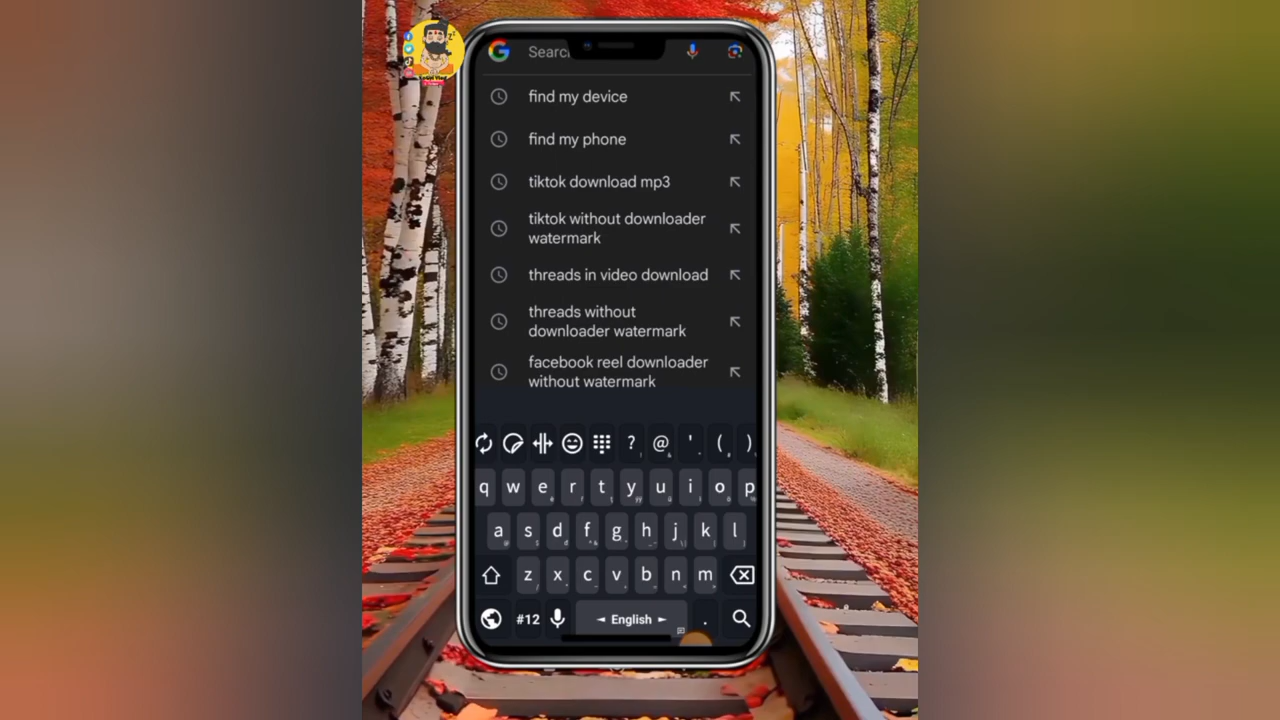 Searc
find my device
find my phone
tiktok download mp3
tiktok without downloader
watermark
threads in video download
threads without
downloader watermark
facebook reel downloader
without watermark
? @ ' ( )
q w e r t y u i o p
a s d f g h j k l
z x c v b n m
#12 English .